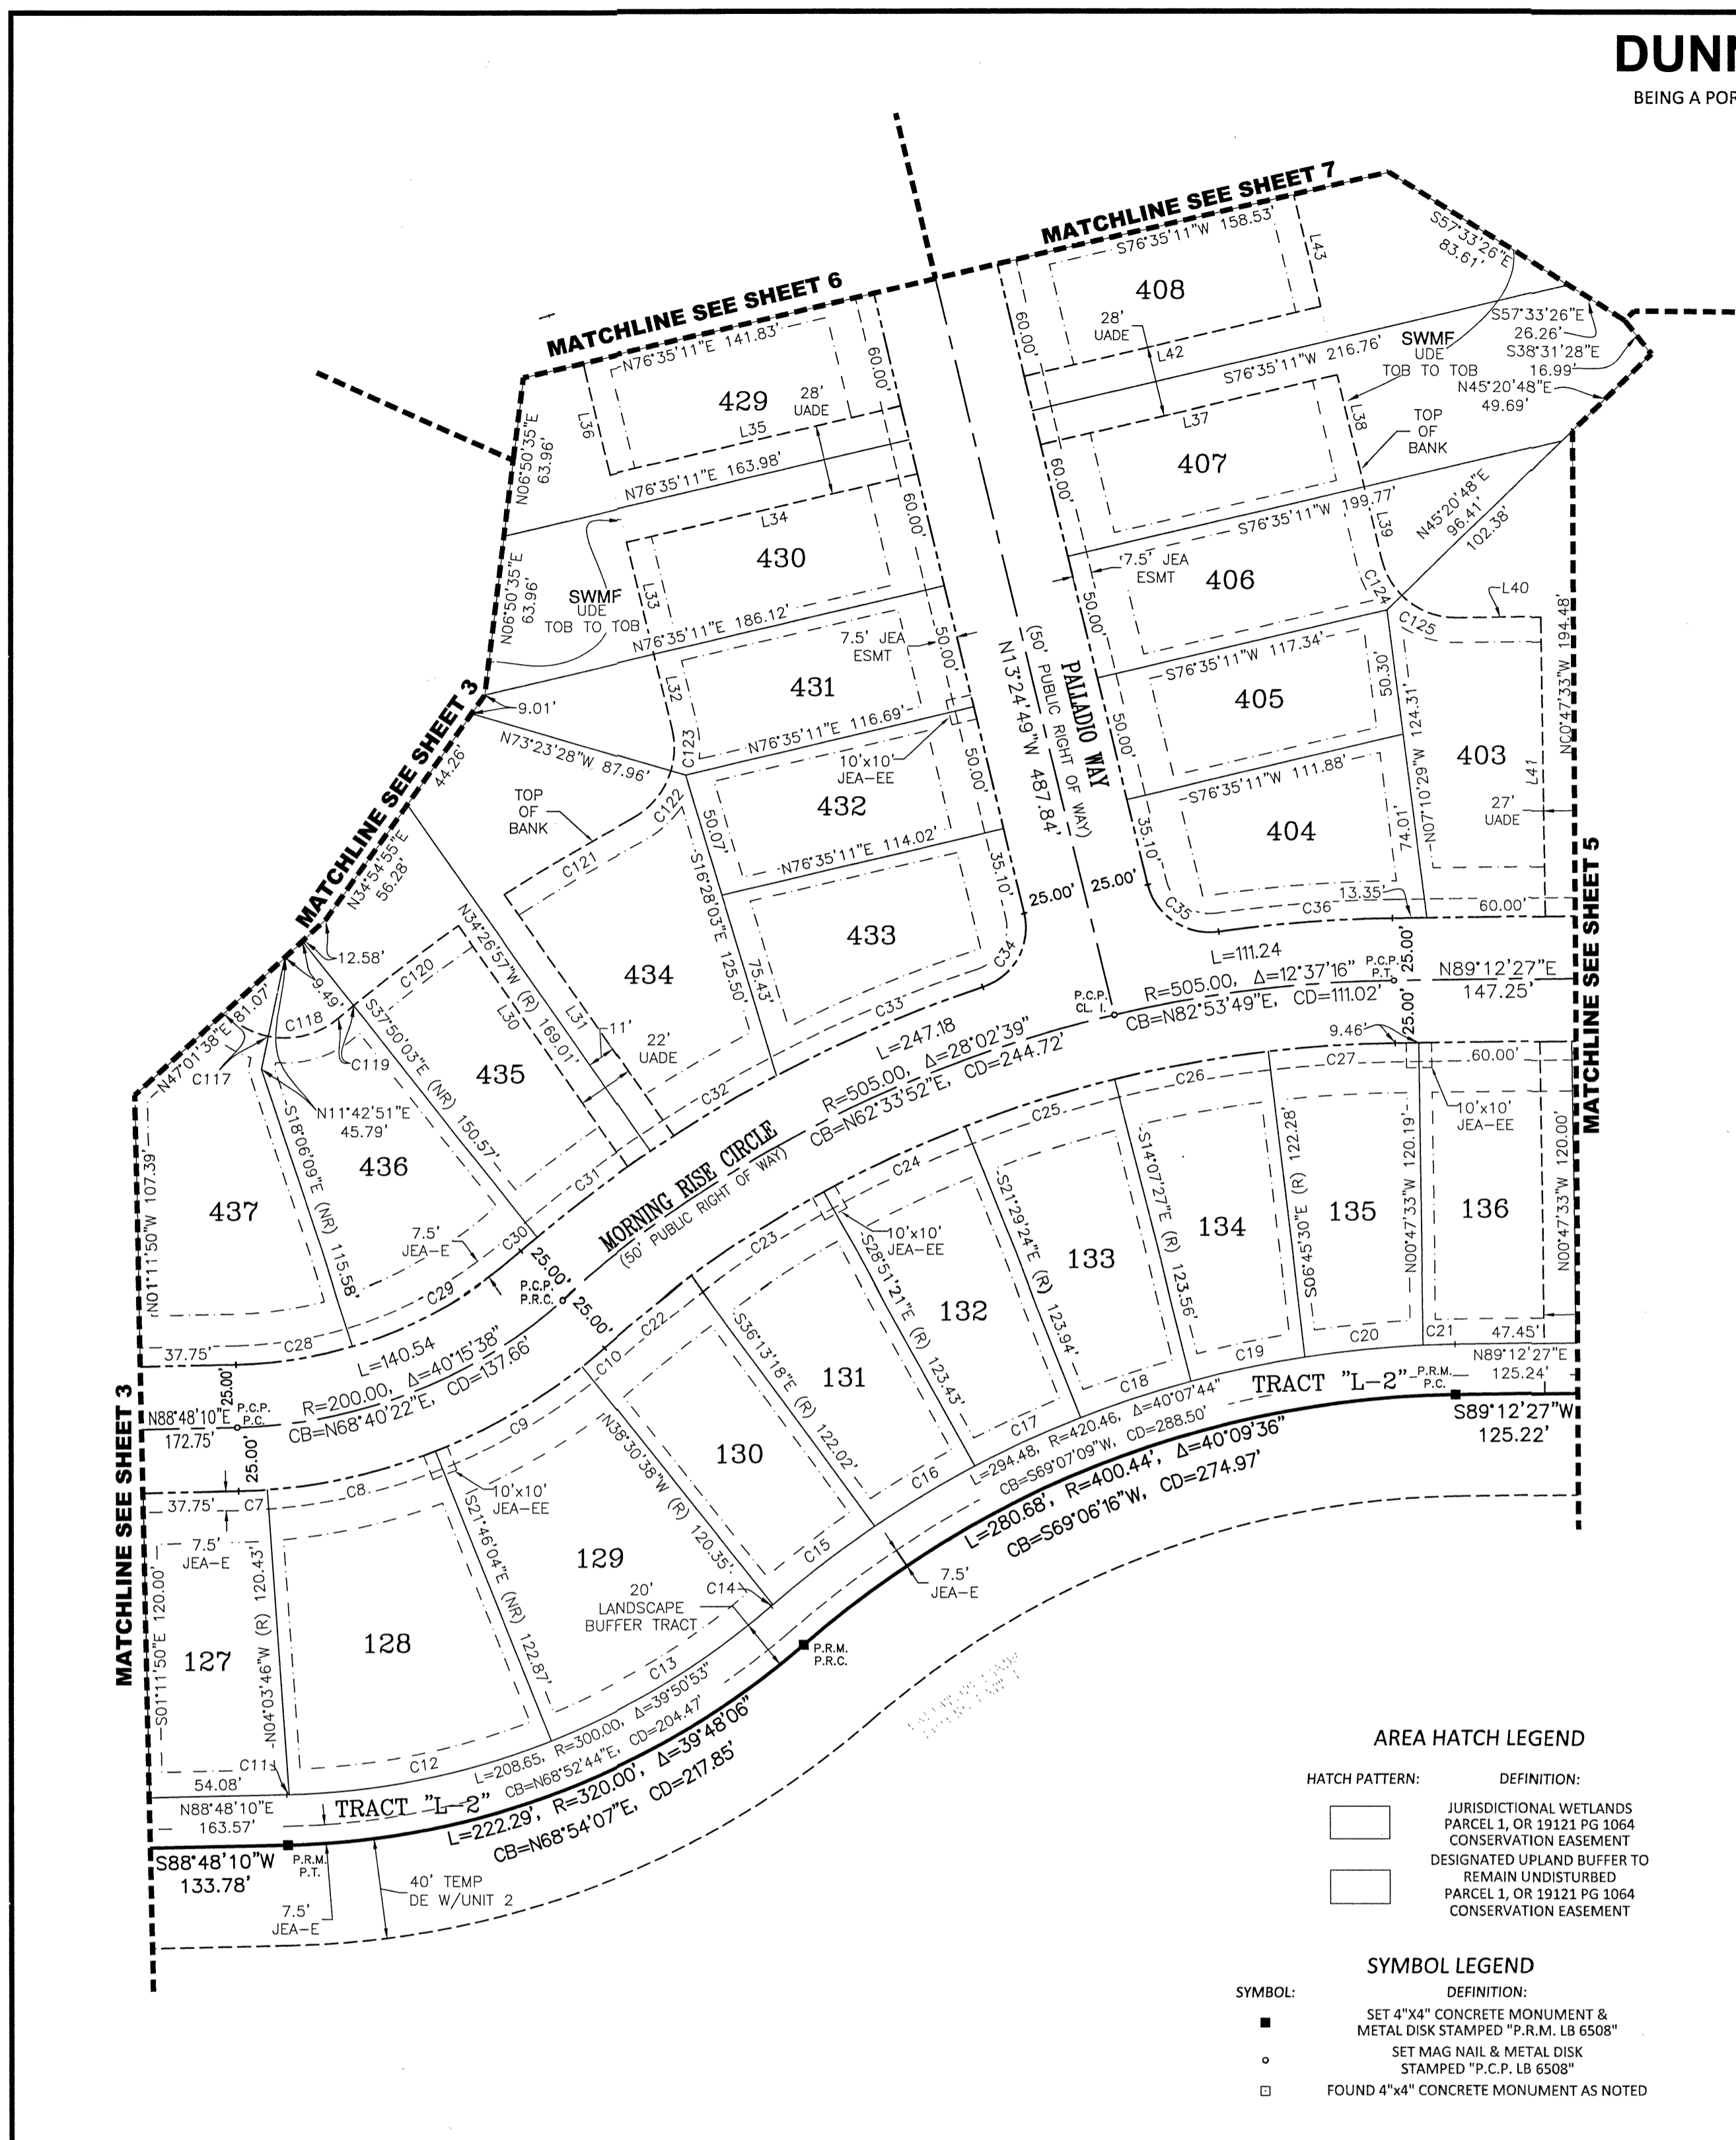 DUNN
BEING A POR
MATCHLINE SEE SHEET 7
S76°35'11"W 158.53'
L43
S57°33'26"E
83.61'
408
MATCHLINE SEE SHEET 6
N76°35'11"E 141.83'
60.00'
60.00'
28'
UADE
L42
S76°35'11"W 216.76'
SWMF
UDE
TOB TO TOB
S57°33'26"E
26.26'
S38°31'28"E
16.99'
N45°20'48"E
49.69'
429
28'
UADE
L36
L35
N06°50'35"E
63.96'
N76°35'11"E 163.98'
L37
L38
TOP
OF
BANK
407
60.00'
60.00'
L34
430
S76°35'11"W 199.77'
L39
N45°20'48"E
96.41'
102.38'
N06°50'35"E
63.96'
SWMF
UDE
TOB TO TOB
L33
N76°35'11"E 186.12'
7.5' JEA
ESMT
406
C124
L40
C125
50.00'
50.00'
7.5' JEA
ESMT
(50' PUBLIC RIGHT OF WAY)
N13°24'49"W 487.84'
PALLADIO WAY
S76°35'11"W 117.34'
50.30'
N00°47'33"W 194.48'
431
L32
9.01'
N73°23'28"W 87.96'
C123
N76°35'11"E 116.69'
10'x10'
JEA-EE
50.00'
50.00'
405
N07°10'29"W 124.31'
403
L41
27'
UADE
MATCHLINE SEE SHEET 3
44.26'
N34°54'55"E
56.28'
TOP
OF
BANK
C122
C121
432
50.07'
N76°35'11"E 114.02'
S76°35'11"W 111.88'
404
74.01'
35.10'
35.10'
25.00'
25.00'
C35
C36
13.35'
60.00'
MATCHLINE SEE SHEET 5
433
S16°28'03"E 125.50'
75.43'
C34
C33
L=111.24
R=505.00, Δ=12°37'16"
CB=N82°53'49"E, CD=111.02'
P.C.P.
P.T.
25.00'
25.00'
N89°12'27"E
147.25'
P.C.P.
CL I.
12.58'
9.49'
C120
N34°26'57"W (R) 169.01'
434
L31
L30
11'
22'
UADE
N47°01'38"E 81.07'
C118
C119
C117
N11°42'51"E
45.79'
S37°50'03"E (NR) 150.57'
435
C32
L=247.18
R=505.00, Δ=28°02'39"
CB=N62°33'52"E, CD=244.72'
9.46'
C27
60.00'
C26
C25
10'x10'
JEA-EE
436
S18°06'09"E (NR) 115.58'
437
N01°11'50"W 107.39'
C31
MORNING RISE CIRCLE
(50' PUBLIC RIGHT OF WAY)
C24
7.5'
JEA-E
C30
C29
C28
37.75'
25.00'
P.C.P.
P.R.C.
25.00'
C23
10'x10'
JEA-EE
S28°51'21"E (R) 123.43'
S21°29'24"E (R) 123.94'
133
S14°07'27"E (R) 123.56'
134
S06°45'30"E (R) 122.28'
135
N00°47'33"W 120.19'
136
N00°47'33"W 120.00'
L=140.54
R=200.00, Δ=40°15'38"
CB=N68°40'22"E, CD=137.66'
C22
C10
132
S36°13'18"E (R) 122.02'
131
C18
C19
C20
C21
47.45'
N89°12'27"E
125.24'
TRACT "L-2"
P.R.M.
P.C.
S89°12'27"W
125.22'
MATCHLINE SEE SHEET 3
N88°48'10"E
172.75'
25.00'
P.C.P.
P.C.
25.00'
C9
N38°30'38"W (R) 120.35'
130
C17
C16
L=294.48, R=420.46, Δ=40°07'44"
CB=S69°07'09"W, CD=288.50'
L=280.68', R=400.44', Δ=40°09'36"
CB=S69°06'16"W, CD=274.97'
37.75'
C7
C8
10'x10'
JEA-EE
S21°46'04"E (NR) 122.87'
7.5'
JEA-E
N04°03'46"W (R) 120.43'
S01°11'50"E 120.00'
129
C15
C14
20'
LANDSCAPE
BUFFER TRACT
7.5'
JEA-E
127
128
C13
P.R.M.
P.R.C.
C11
C12
54.08'
N88°48'10"E
163.57'
TRACT "L-2"
L=208.65, R=300.00, Δ=39°50'53"
CB=N68°52'44"E, CD=204.47'
L=222.29', R=320.00', Δ=39°48'06"
CB=N68°54'07"E, CD=217.85'
S88°48'10"W
133.78'
P.R.M.
P.T.
7.5'
JEA-E
40' TEMP
DE W/UNIT 2
AREA HATCH LEGEND
HATCH PATTERN: DEFINITION:
JURISDICTIONAL WETLANDS
PARCEL 1, OR 19121 PG 1064
CONSERVATION EASEMENT
DESIGNATED UPLAND BUFFER TO
REMAIN UNDISTURBED
PARCEL 1, OR 19121 PG 1064
CONSERVATION EASEMENT
SYMBOL LEGEND
SYMBOL: DEFINITION:
SET 4"X4" CONCRETE MONUMENT &
METAL DISK STAMPED "P.R.M. LB 6508"
SET MAG NAIL & METAL DISK
STAMPED "P.C.P. LB 6508"
FOUND 4"x4" CONCRETE MONUMENT AS NOTED